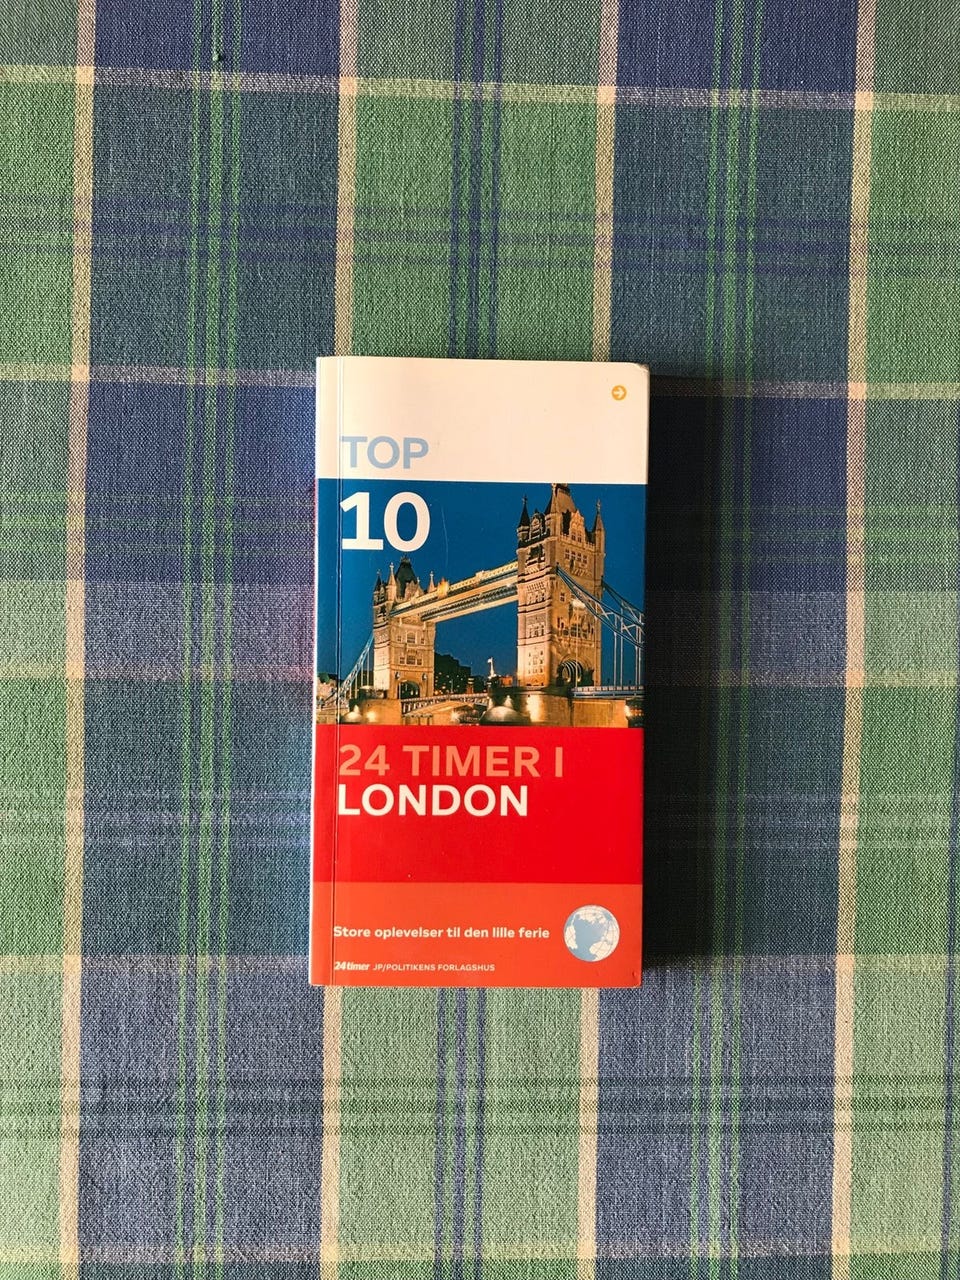 TOP
10
24 TIMER I
LONDON
Store oplevelser til den lille ferie
24timer JP/POLITIKENS FORLAGSHUS